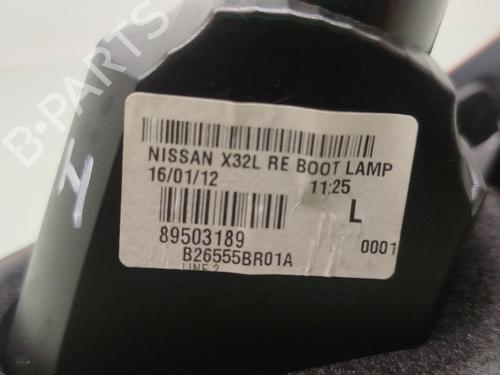 B-PARTS
NISSAN X32L RE BOOT LAMP
16/01/12 11:25
L
89503189 0001
B26555BR01A
LINE 2